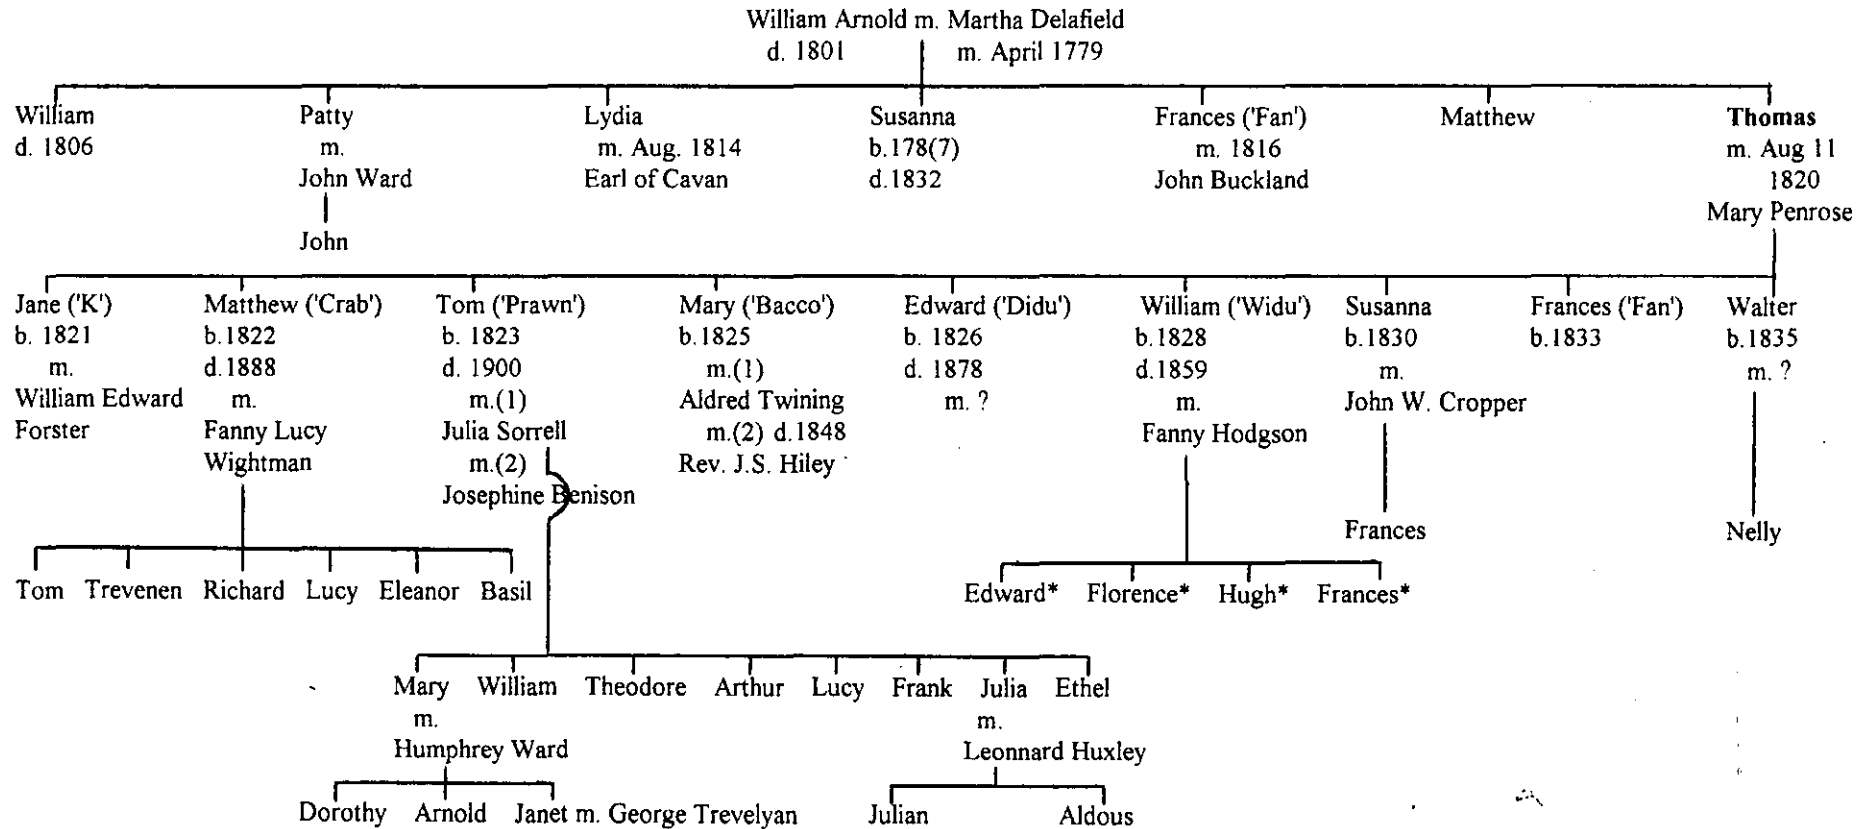 William Arnold m. Martha Delafield
d. 1801 m. April 1779
William Patty Lydia Susanna Frances ('Fan') Matthew Thomas
d. 1806 m. m. Aug. 1814 b.178(7) m. 1816 m. Aug 11
John Ward Earl of Cavan d.1832 John Buckland 1820
Mary Penrose
John
Jane ('K') Matthew ('Crab') Tom ('Prawn') Mary ('Bacco') Edward ('Didu') William ('Widu') Susanna Frances ('Fan') Walter
b. 1821 b.1822 b. 1823 b.1825 b. 1826 b.1828 b.1830 b.1833 b.1835
m. d.1888 d. 1900 m.(1) d. 1878 d.1859 m. m. ?
William Edward m. m.(1) Aldred Twining m. ? m. John W. Cropper
Forster Fanny Lucy Julia Sorrell m.(2) d.1848 Fanny Hodgson
Wightman m.(2) Rev. J.S. Hiley
Josephine Benison
Frances Nelly
Tom Trevenen Richard Lucy Eleanor Basil Edward* Florence* Hugh* Frances*
Mary William Theodore Arthur Lucy Frank Julia Ethel
m. m.
Humphrey Ward Leonnard Huxley
Dorothy Arnold Janet m. George Trevelyan Julian Aldous